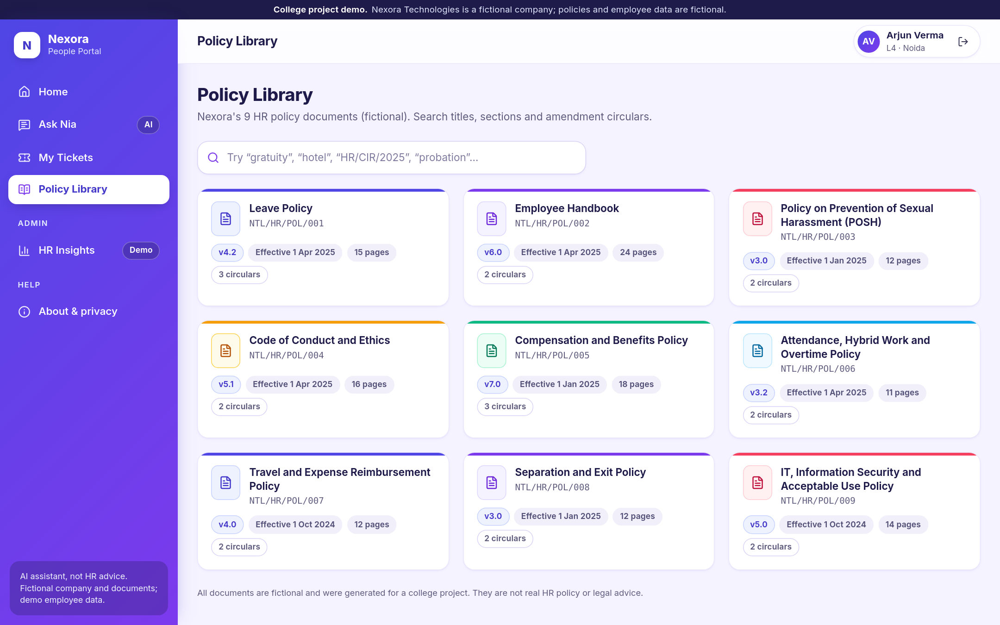 College project demo. Nexora Technologies is a fictional company; policies and employee data are fictional.
N
Nexora
People Portal
Home
Ask Nia
AI
My Tickets
Policy Library
ADMIN
HR Insights
Demo
HELP
About & privacy
AI assistant, not HR advice.
Fictional company and documents;
demo employee data.
Policy Library
AV
Arjun Verma
L4 · Noida
Policy Library
Nexora's 9 HR policy documents (fictional). Search titles, sections and amendment circulars.
Try “gratuity”, “hotel”, “HR/CIR/2025”, “probation”…
Leave Policy
NTL/HR/POL/001
v4.2 Effective 1 Apr 2025 15 pages
3 circulars
Employee Handbook
NTL/HR/POL/002
v6.0 Effective 1 Apr 2025 24 pages
2 circulars
Policy on Prevention of Sexual
Harassment (POSH)
NTL/HR/POL/003
v3.0 Effective 1 Jan 2025 12 pages
2 circulars
Code of Conduct and Ethics
NTL/HR/POL/004
v5.1 Effective 1 Apr 2025 16 pages
2 circulars
Compensation and Benefits Policy
NTL/HR/POL/005
v7.0 Effective 1 Jan 2025 18 pages
3 circulars
Attendance, Hybrid Work and
Overtime Policy
NTL/HR/POL/006
v3.2 Effective 1 Apr 2025 11 pages
2 circulars
Travel and Expense Reimbursement
Policy
NTL/HR/POL/007
v4.0 Effective 1 Oct 2024 12 pages
2 circulars
Separation and Exit Policy
NTL/HR/POL/008
v3.0 Effective 1 Jan 2025 12 pages
2 circulars
IT, Information Security and
Acceptable Use Policy
NTL/HR/POL/009
v5.0 Effective 1 Oct 2024 14 pages
2 circulars
All documents are fictional and were generated for a college project. They are not real HR policy or legal advice.